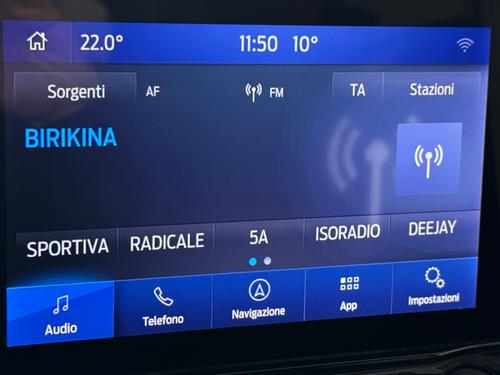 22.0° 11:50 10°
Sorgenti AF FM TA Stazioni
BIRIKINA
SPORTIVA RADICALE 5A ISORADIO DEEJAY
Audio Telefono Navigazione App Impostazioni